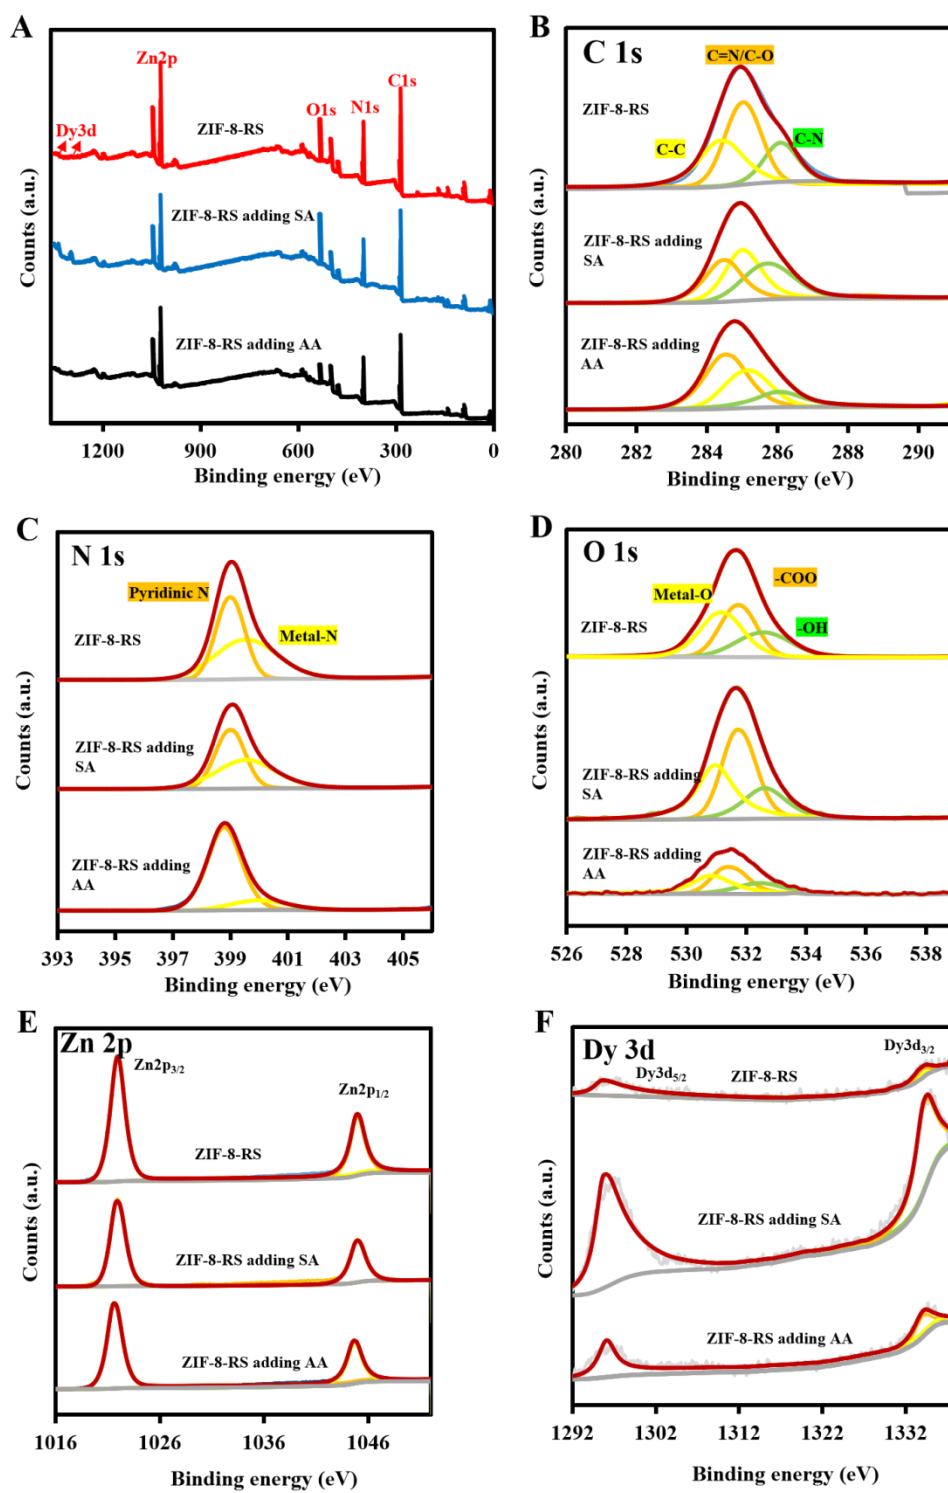 A
Zn2p
C1s
O1s
N1s
Dy3d
ZIF-8-RS
ZIF-8-RS adding SA
ZIF-8-RS adding AA
Counts (a.u.)
1200 900 600 300 0
Binding energy (eV)
B
C 1s
C=N/C-O
ZIF-8-RS
C-C
C-N
ZIF-8-RS adding
SA
ZIF-8-RS adding
AA
Counts (a.u.)
280 282 284 286 288 290
Binding energy (eV)
C
N 1s
Pyridinic N
Metal-N
ZIF-8-RS
ZIF-8-RS adding
SA
ZIF-8-RS adding
AA
Counts (a.u.)
393 395 397 399 401 403 405
Binding energy (eV)
D
O 1s
-COO
Metal-O
-OH
ZIF-8-RS
ZIF-8-RS adding
SA
ZIF-8-RS adding
AA
Counts (a.u.)
526 528 530 532 534 536 538
Binding energy (eV)
E
Zn 2p
Zn2p3/2
Zn2p1/2
ZIF-8-RS
ZIF-8-RS adding SA
ZIF-8-RS adding AA
Counts (a.u.)
1016 1026 1036 1046
Binding energy (eV)
F
Dy 3d
Dy3d3/2
Dy3d5/2
ZIF-8-RS
ZIF-8-RS adding SA
ZIF-8-RS adding AA
Counts (a.u.)
1292 1302 1312 1322 1332
Binding energy (eV)